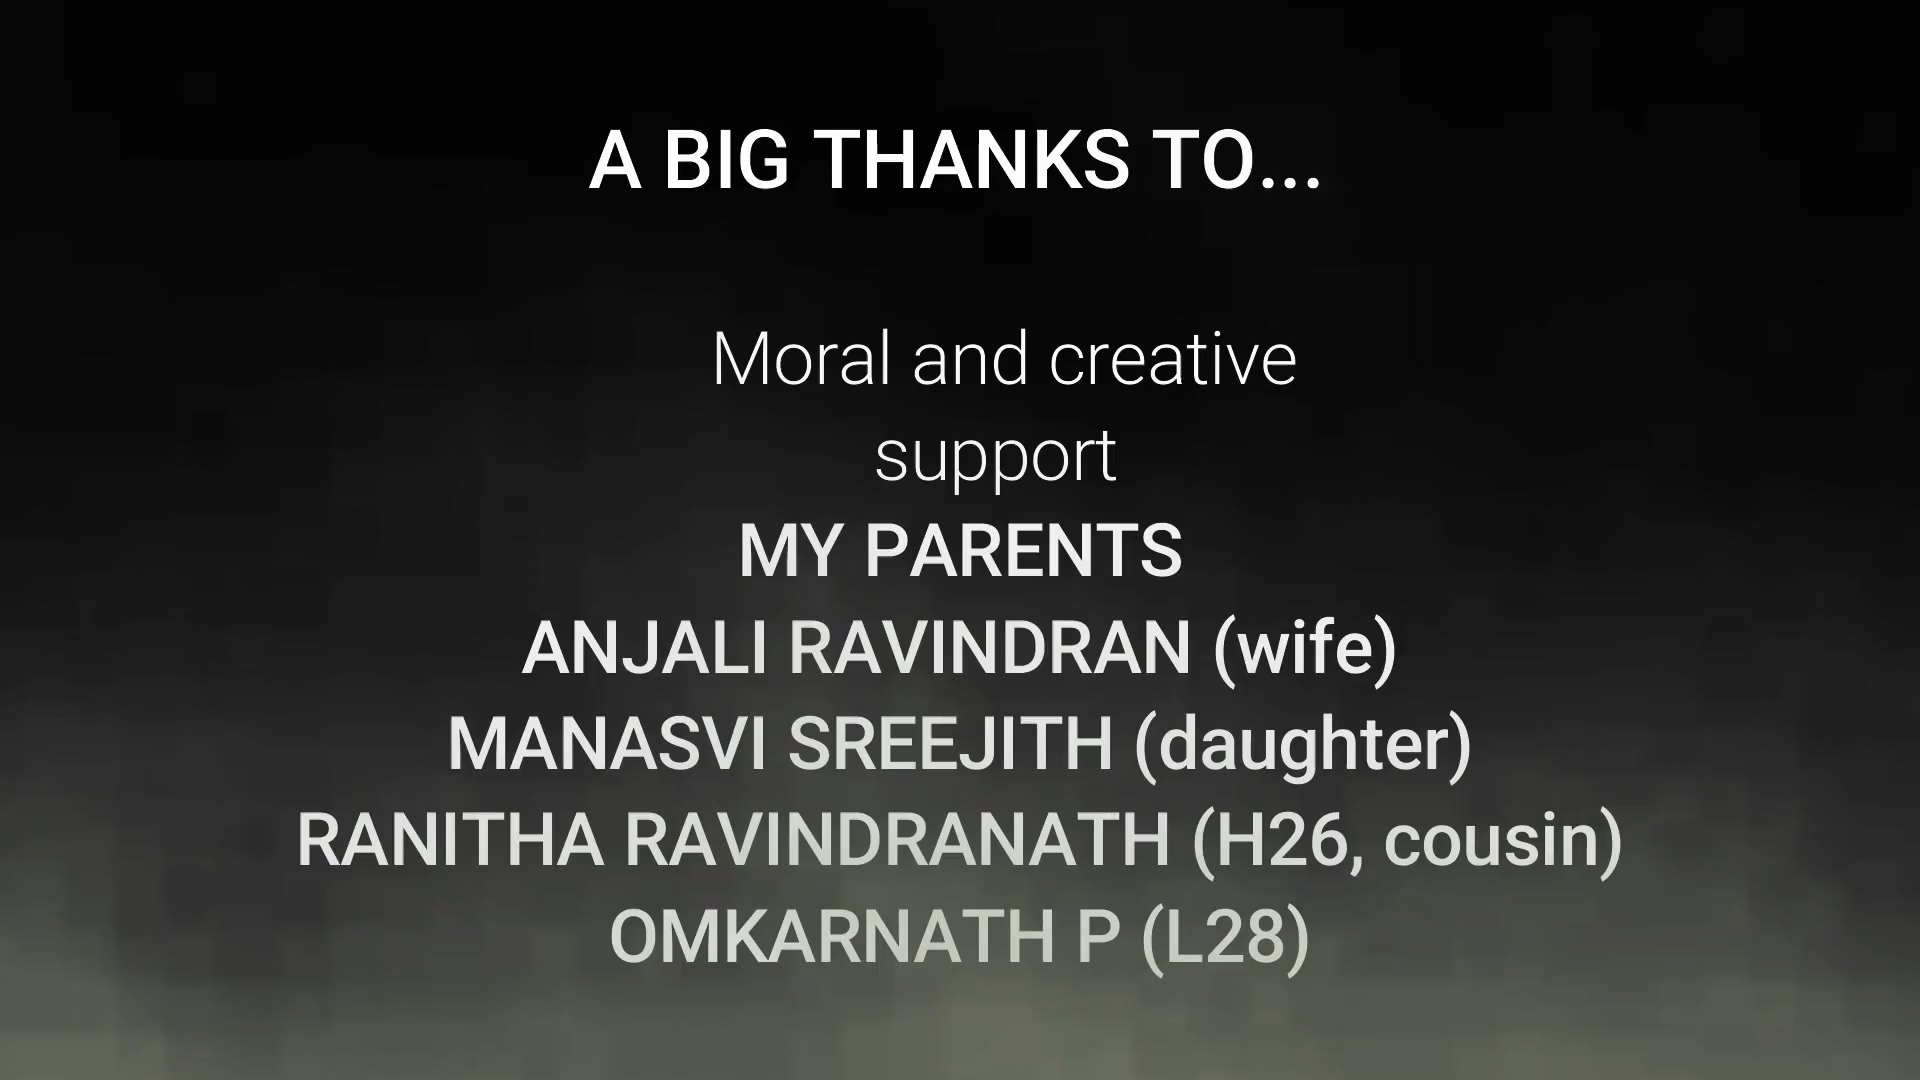 A BIG THANKS TO...
Moral and creative
support
MY PARENTS
ANJALI RAVINDRAN (wife)
MANASVI SREEJITH (daughter)
RANITHA RAVINDRANATH (H26, cousin)
OMKARNATH P (L28)